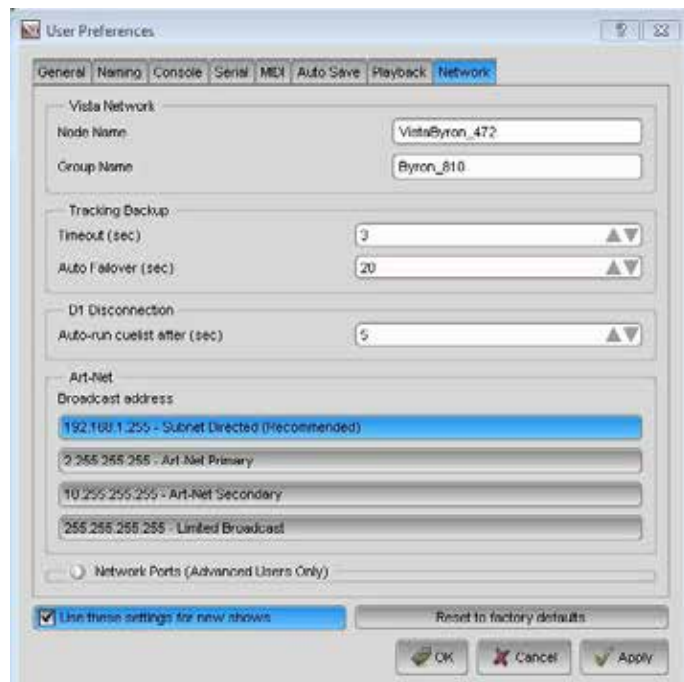 User Preferences
General Naming Console Serial MIDI Auto Save Playback Network
Vista Network
Node Name VistaByron_472
Group Name Byron_810
Tracking Backup
Timeout (sec) 3
Auto Failover (sec) 20
D1 Disconnection
Auto-run cuelist after (sec) 5
Art-Net
Broadcast address
192.168.1.255 - Subnet Directed (Recommended)
2.255.255.255 - Art-Net Primary
10.255.255.255 - Art-Net Secondary
255.255.255.255 - Limited Broadcast
Network Ports (Advanced Users Only)
Use these settings for new shows Reset to factory defaults
OK Cancel Apply